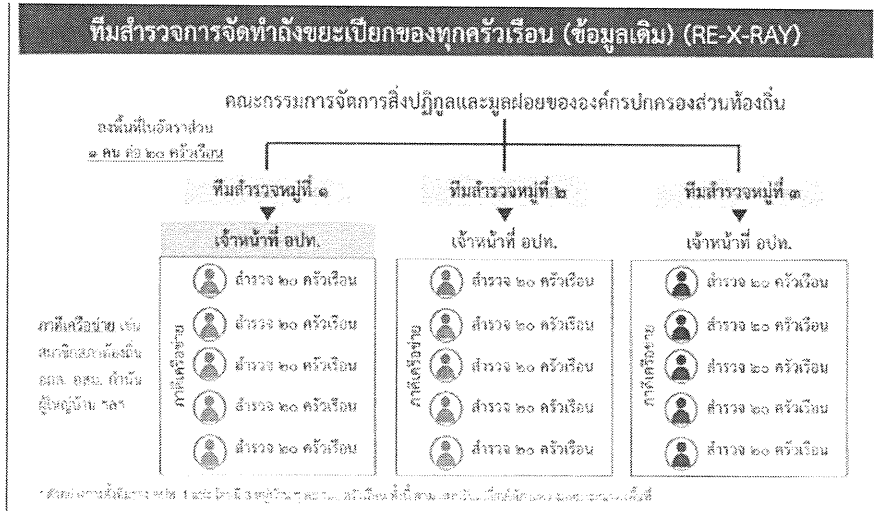 ทีมสำรวจการจัดทำถังขยะเปียกของทุกครัวเรือน (ข้อมูลเดิม) (RE-X-RAY)
คณะกรรมการจัดการสิ่งปฏิกูลและมูลฝอยขององค์กรปกครองส่วนท้องถิ่น
ลงพื้นที่ในอัตราส่วน
๑ คน ต่อ ๒๐ ครัวเรือน
ทีมสำรวจหมู่ที่ ๑
เจ้าหน้าที่ อปท.
ภาคีเครือข่าย
สำรวจ ๒๐ ครัวเรือน
สำรวจ ๒๐ ครัวเรือน
สำรวจ ๒๐ ครัวเรือน
สำรวจ ๒๐ ครัวเรือน
สำรวจ ๒๐ ครัวเรือน
ทีมสำรวจหมู่ที่ ๒
เจ้าหน้าที่ อปท.
ภาคีเครือข่าย
สำรวจ ๒๐ ครัวเรือน
สำรวจ ๒๐ ครัวเรือน
สำรวจ ๒๐ ครัวเรือน
สำรวจ ๒๐ ครัวเรือน
สำรวจ ๒๐ ครัวเรือน
ทีมสำรวจหมู่ที่ ๓
เจ้าหน้าที่ อปท.
ภาคีเครือข่าย
สำรวจ ๒๐ ครัวเรือน
สำรวจ ๒๐ ครัวเรือน
สำรวจ ๒๐ ครัวเรือน
สำรวจ ๒๐ ครัวเรือน
สำรวจ ๒๐ ครัวเรือน
ภาคีเครือข่าย เช่น
สมาชิกสภาท้องถิ่น
อถล. อสม. กำนัน
ผู้ใหญ่บ้าน ฯลฯ